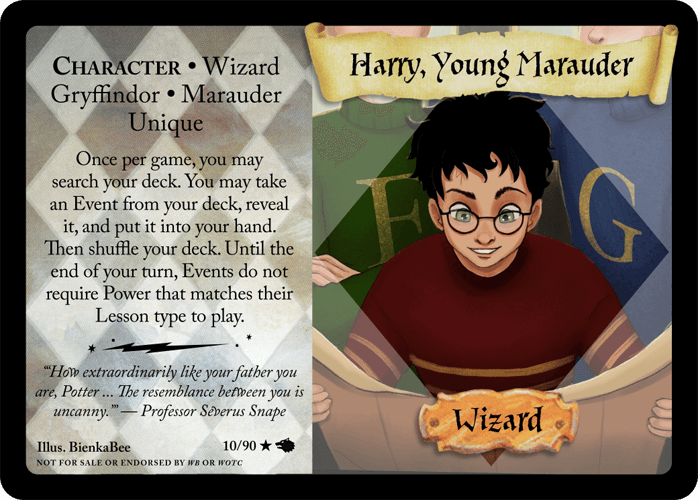 Harry, Young Marauder
CHARACTER • Wizard
Gryffindor • Marauder
Unique
Once per game, you may
search your deck. You may take
an Event from your deck, reveal
it, and put it into your hand.
Then shuffle your deck. Until the
end of your turn, Events do not
require Power that matches their
Lesson type to play.
“‘How extraordinarily like your father you
are, Potter ... The resemblance between you is
uncanny.’” — Professor Severus Snape
Illus. BienkaBee 10/90 ★
NOT FOR SALE OR ENDORSED BY WB OR WOTC
F G
Wizard